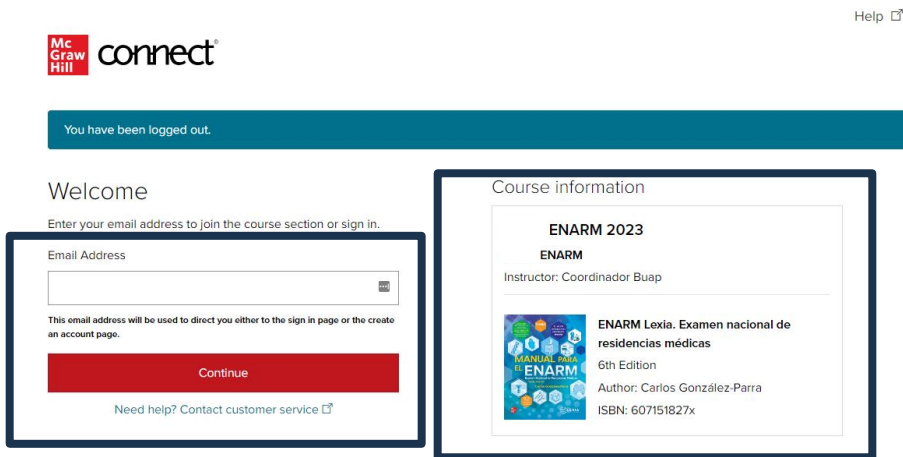 Help
Mc
Graw
Hill
connect
You have been logged out.
Welcome
Enter your email address to join the course section or sign in.
Email Address
This email address will be used to direct you either to the sign in page or the create
an account page.
Continue
Need help? Contact customer service
Course information
ENARM 2023
ENARM
Instructor: Coordinador Buap
MANUAL PARA
EL ENARM
ENARM Lexia. Examen nacional de
residencias médicas
6th Edition
Author: Carlos González-Parra
ISBN: 607151827x